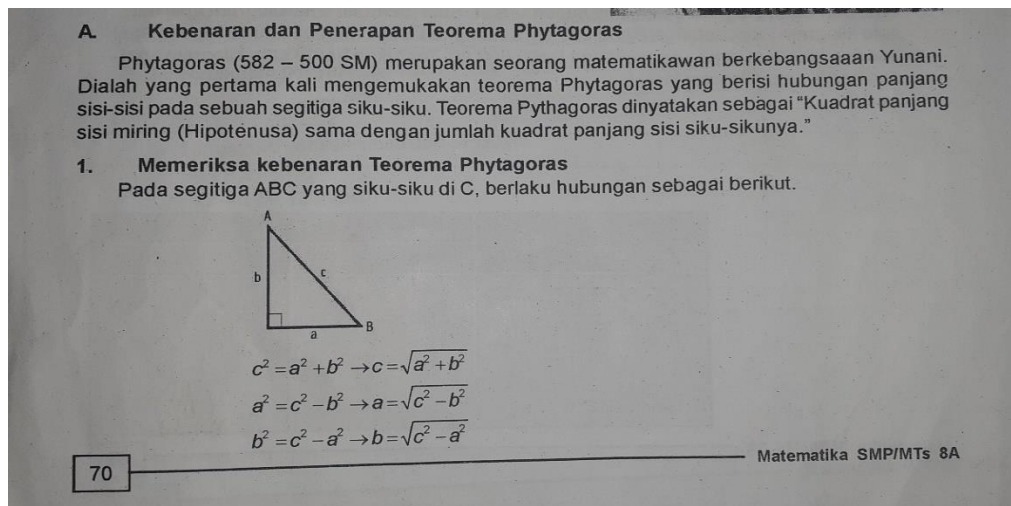 A. Kebenaran dan Penerapan Teorema Phytagoras
Phytagoras (582 – 500 SM) merupakan seorang matematikawan berkebangsaaan Yunani.
Dialah yang pertama kali mengemukakan teorema Phytagoras yang berisi hubungan panjang
sisi-sisi pada sebuah segitiga siku-siku. Teorema Pythagoras dinyatakan sebagai “Kuadrat panjang
sisi miring (Hipotenusa) sama dengan jumlah kuadrat panjang sisi siku-sikunya.”
1. Memeriksa kebenaran Teorema Phytagoras
Pada segitiga ABC yang siku-siku di C, berlaku hubungan sebagai berikut.
A
b
c
B
a
c² = a² + b² → c = √(a² + b²)
a² = c² – b² → a = √(c² – b²)
b² = c² – a² → b = √(c² – a²)
70
Matematika SMP/MTs 8A